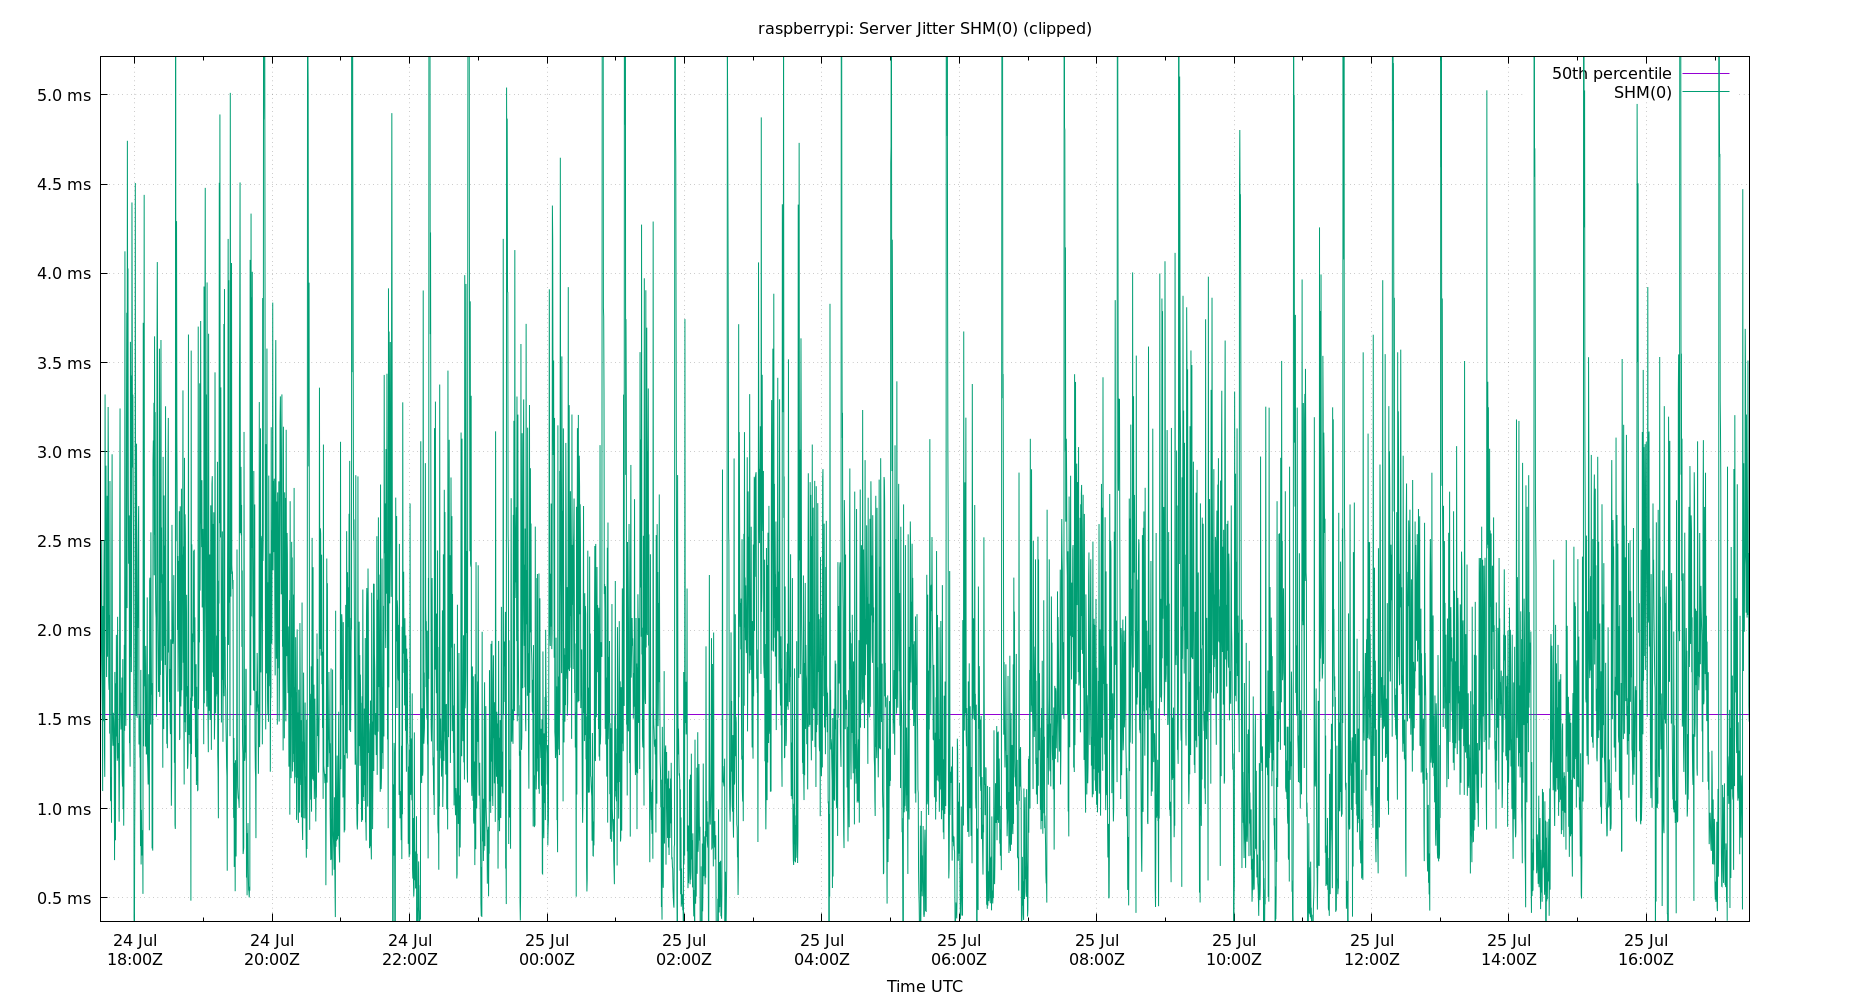 raspberrypi: Server Jitter SHM(0) (clipped)
50th percentile
SHM(0)
5.0 ms
4.5 ms
4.0 ms
3.5 ms
3.0 ms
2.5 ms
2.0 ms
1.5 ms
1.0 ms
0.5 ms
24 Jul 24 Jul 24 Jul 25 Jul 25 Jul 25 Jul 25 Jul 25 Jul 25 Jul 25 Jul 25 Jul 25 Jul
18:00Z 20:00Z 22:00Z 00:00Z 02:00Z 04:00Z 06:00Z 08:00Z 10:00Z 12:00Z 14:00Z 16:00Z
Time UTC